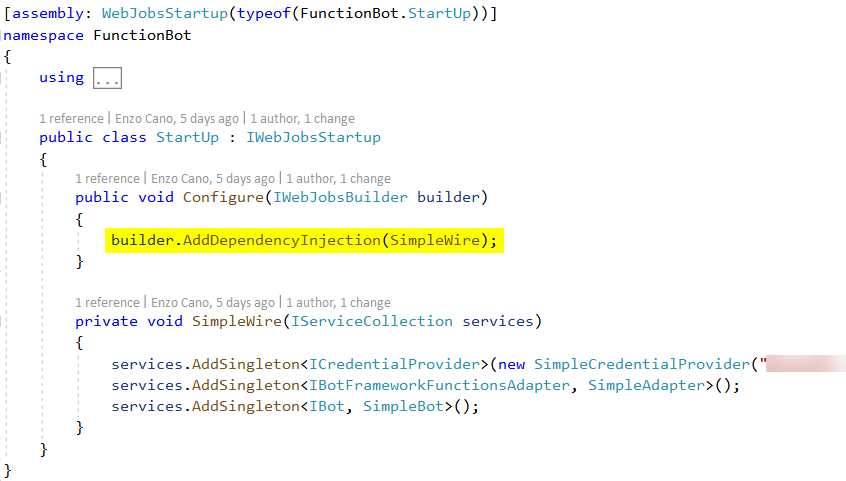 [assembly: WebJobsStartup(typeof(FunctionBot.StartUp))]
namespace FunctionBot
{
using ...
1 reference | Enzo Cano, 5 days ago | 1 author, 1 change
public class StartUp : IWebJobsStartup
{
1 reference | Enzo Cano, 5 days ago | 1 author, 1 change
public void Configure(IWebJobsBuilder builder)
{
builder.AddDependencyInjection(SimpleWire);
}
1 reference | Enzo Cano, 5 days ago | 1 author, 1 change
private void SimpleWire(IServiceCollection services)
{
services.AddSingleton<ICredentialProvider>(new SimpleCredentialProvider("
services.AddSingleton<IBotFrameworkFunctionsAdapter, SimpleAdapter>();
services.AddSingleton<IBot, SimpleBot>();
}
}
}